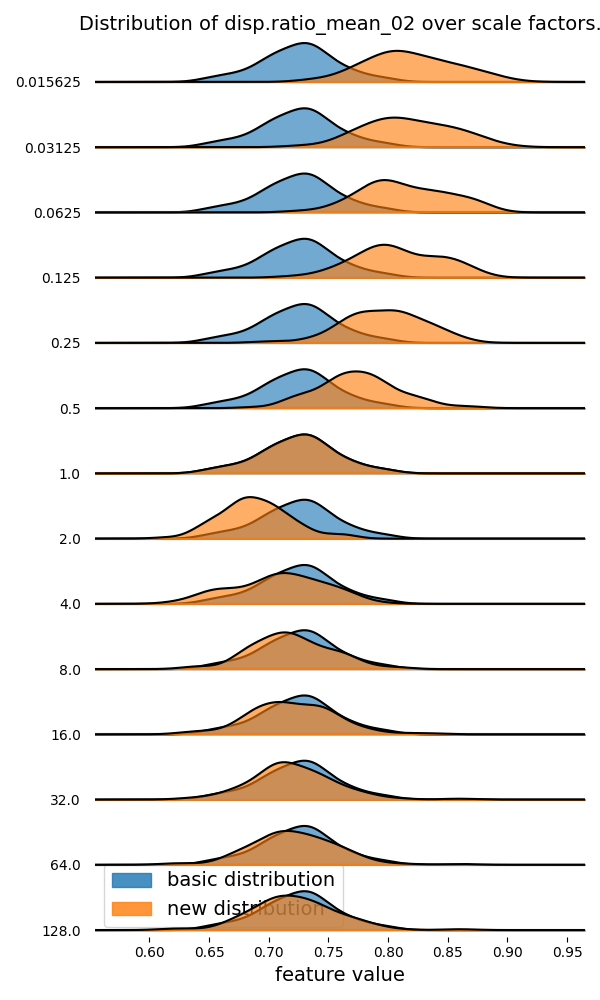 Distribution of disp.ratio_mean_02 over scale factors.
0.015625
0.03125
0.0625
0.125
0.25
0.5
1.0
2.0
4.0
8.0
16.0
32.0
64.0
basic distribution
new distribution
128.0
0.60 0.65 0.70 0.75 0.80 0.85 0.90 0.95
feature value